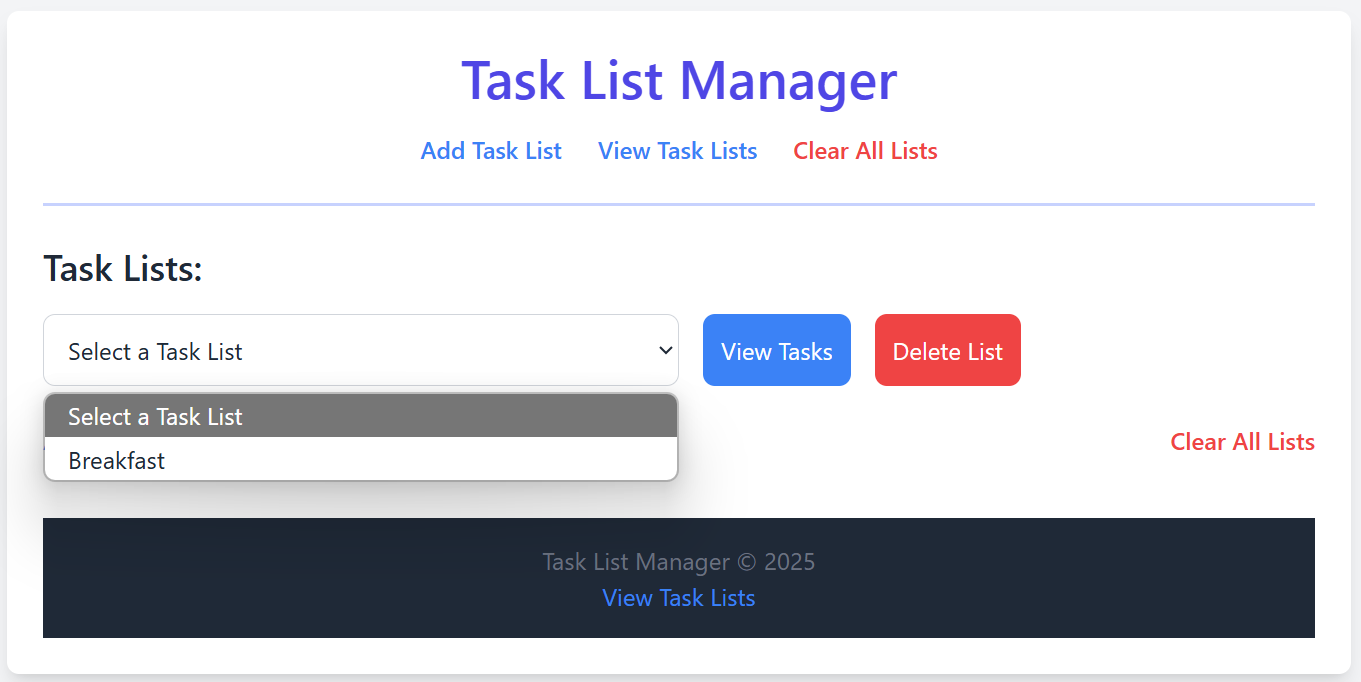 Task List Manager
Add Task List View Task Lists Clear All Lists
Task Lists:
Select a Task List View Tasks Delete List
Select a Task List
Clear All Lists
Breakfast
Task List Manager © 2025
View Task Lists